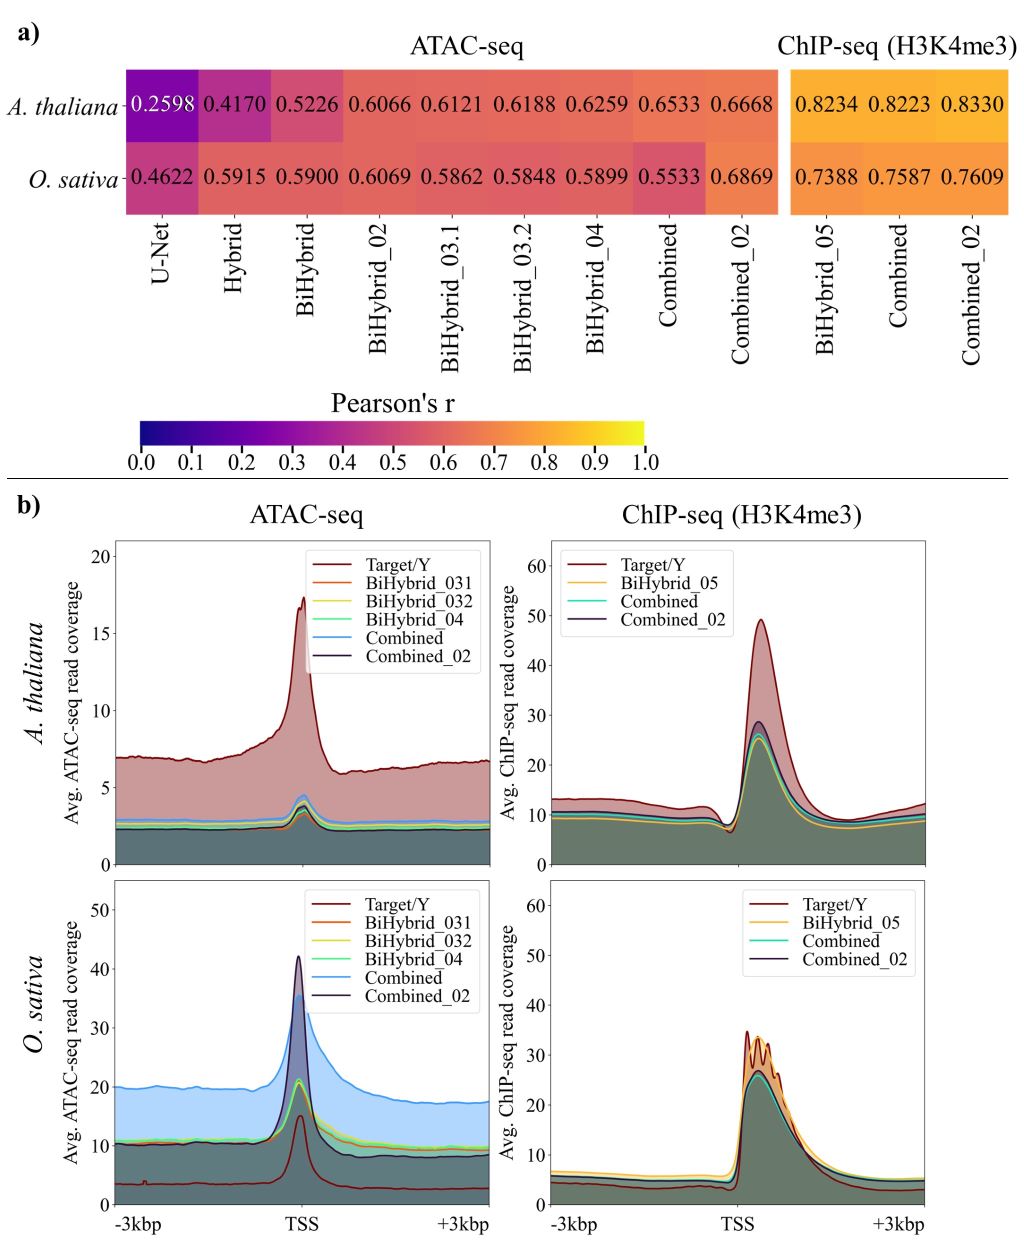 a)
ATAC-seq
ChIP-seq (H3K4me3)
A. thaliana
0.2598 0.4170 0.5226 0.6066 0.6121 0.6188 0.6259 0.6533 0.6668 0.8234 0.8223 0.8330
O. sativa
0.4622 0.5915 0.5900 0.6069 0.5862 0.5848 0.5899 0.5533 0.6869 0.7388 0.7587 0.7609
U-Net
Hybrid
BiHybrid
BiHybrid_02
BiHybrid_03.1
BiHybrid_03.2
BiHybrid_04
Combined
Combined_02
BiHybrid_05
Combined
Combined_02
Pearson's r
0.0 0.1 0.2 0.3 0.4 0.5 0.6 0.7 0.8 0.9 1.0
b)
ATAC-seq
ChIP-seq (H3K4me3)
A. thaliana
Avg. ATAC-seq read coverage
20
15
10
5
0
Target/Y
BiHybrid_031
BiHybrid_032
BiHybrid_04
Combined
Combined_02
Avg. ChIP-seq read coverage
60
50
40
30
20
10
0
Target/Y
BiHybrid_05
Combined
Combined_02
O. sativa
Avg. ATAC-seq read coverage
50
40
30
20
10
0
Target/Y
BiHybrid_031
BiHybrid_032
BiHybrid_04
Combined
Combined_02
-3kbp TSS +3kbp
Avg. ChIP-seq read coverage
60
50
40
30
20
10
0
Target/Y
BiHybrid_05
Combined
Combined_02
-3kbp TSS +3kbp